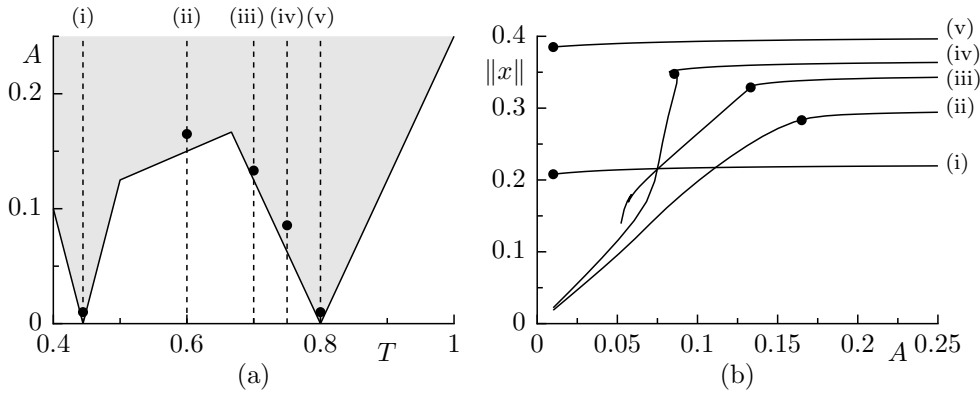 (i) (ii) (iii) (iv) (v)
A
0.2
0.1
0
0.4 0.6 0.8 1
T
(a)
0.4
‖x‖
0.3
0.2
0.1
0
0 0.05 0.1 0.15 0.2 0.25
A
(b)
(v)
(iv)
(iii)
(ii)
(i)